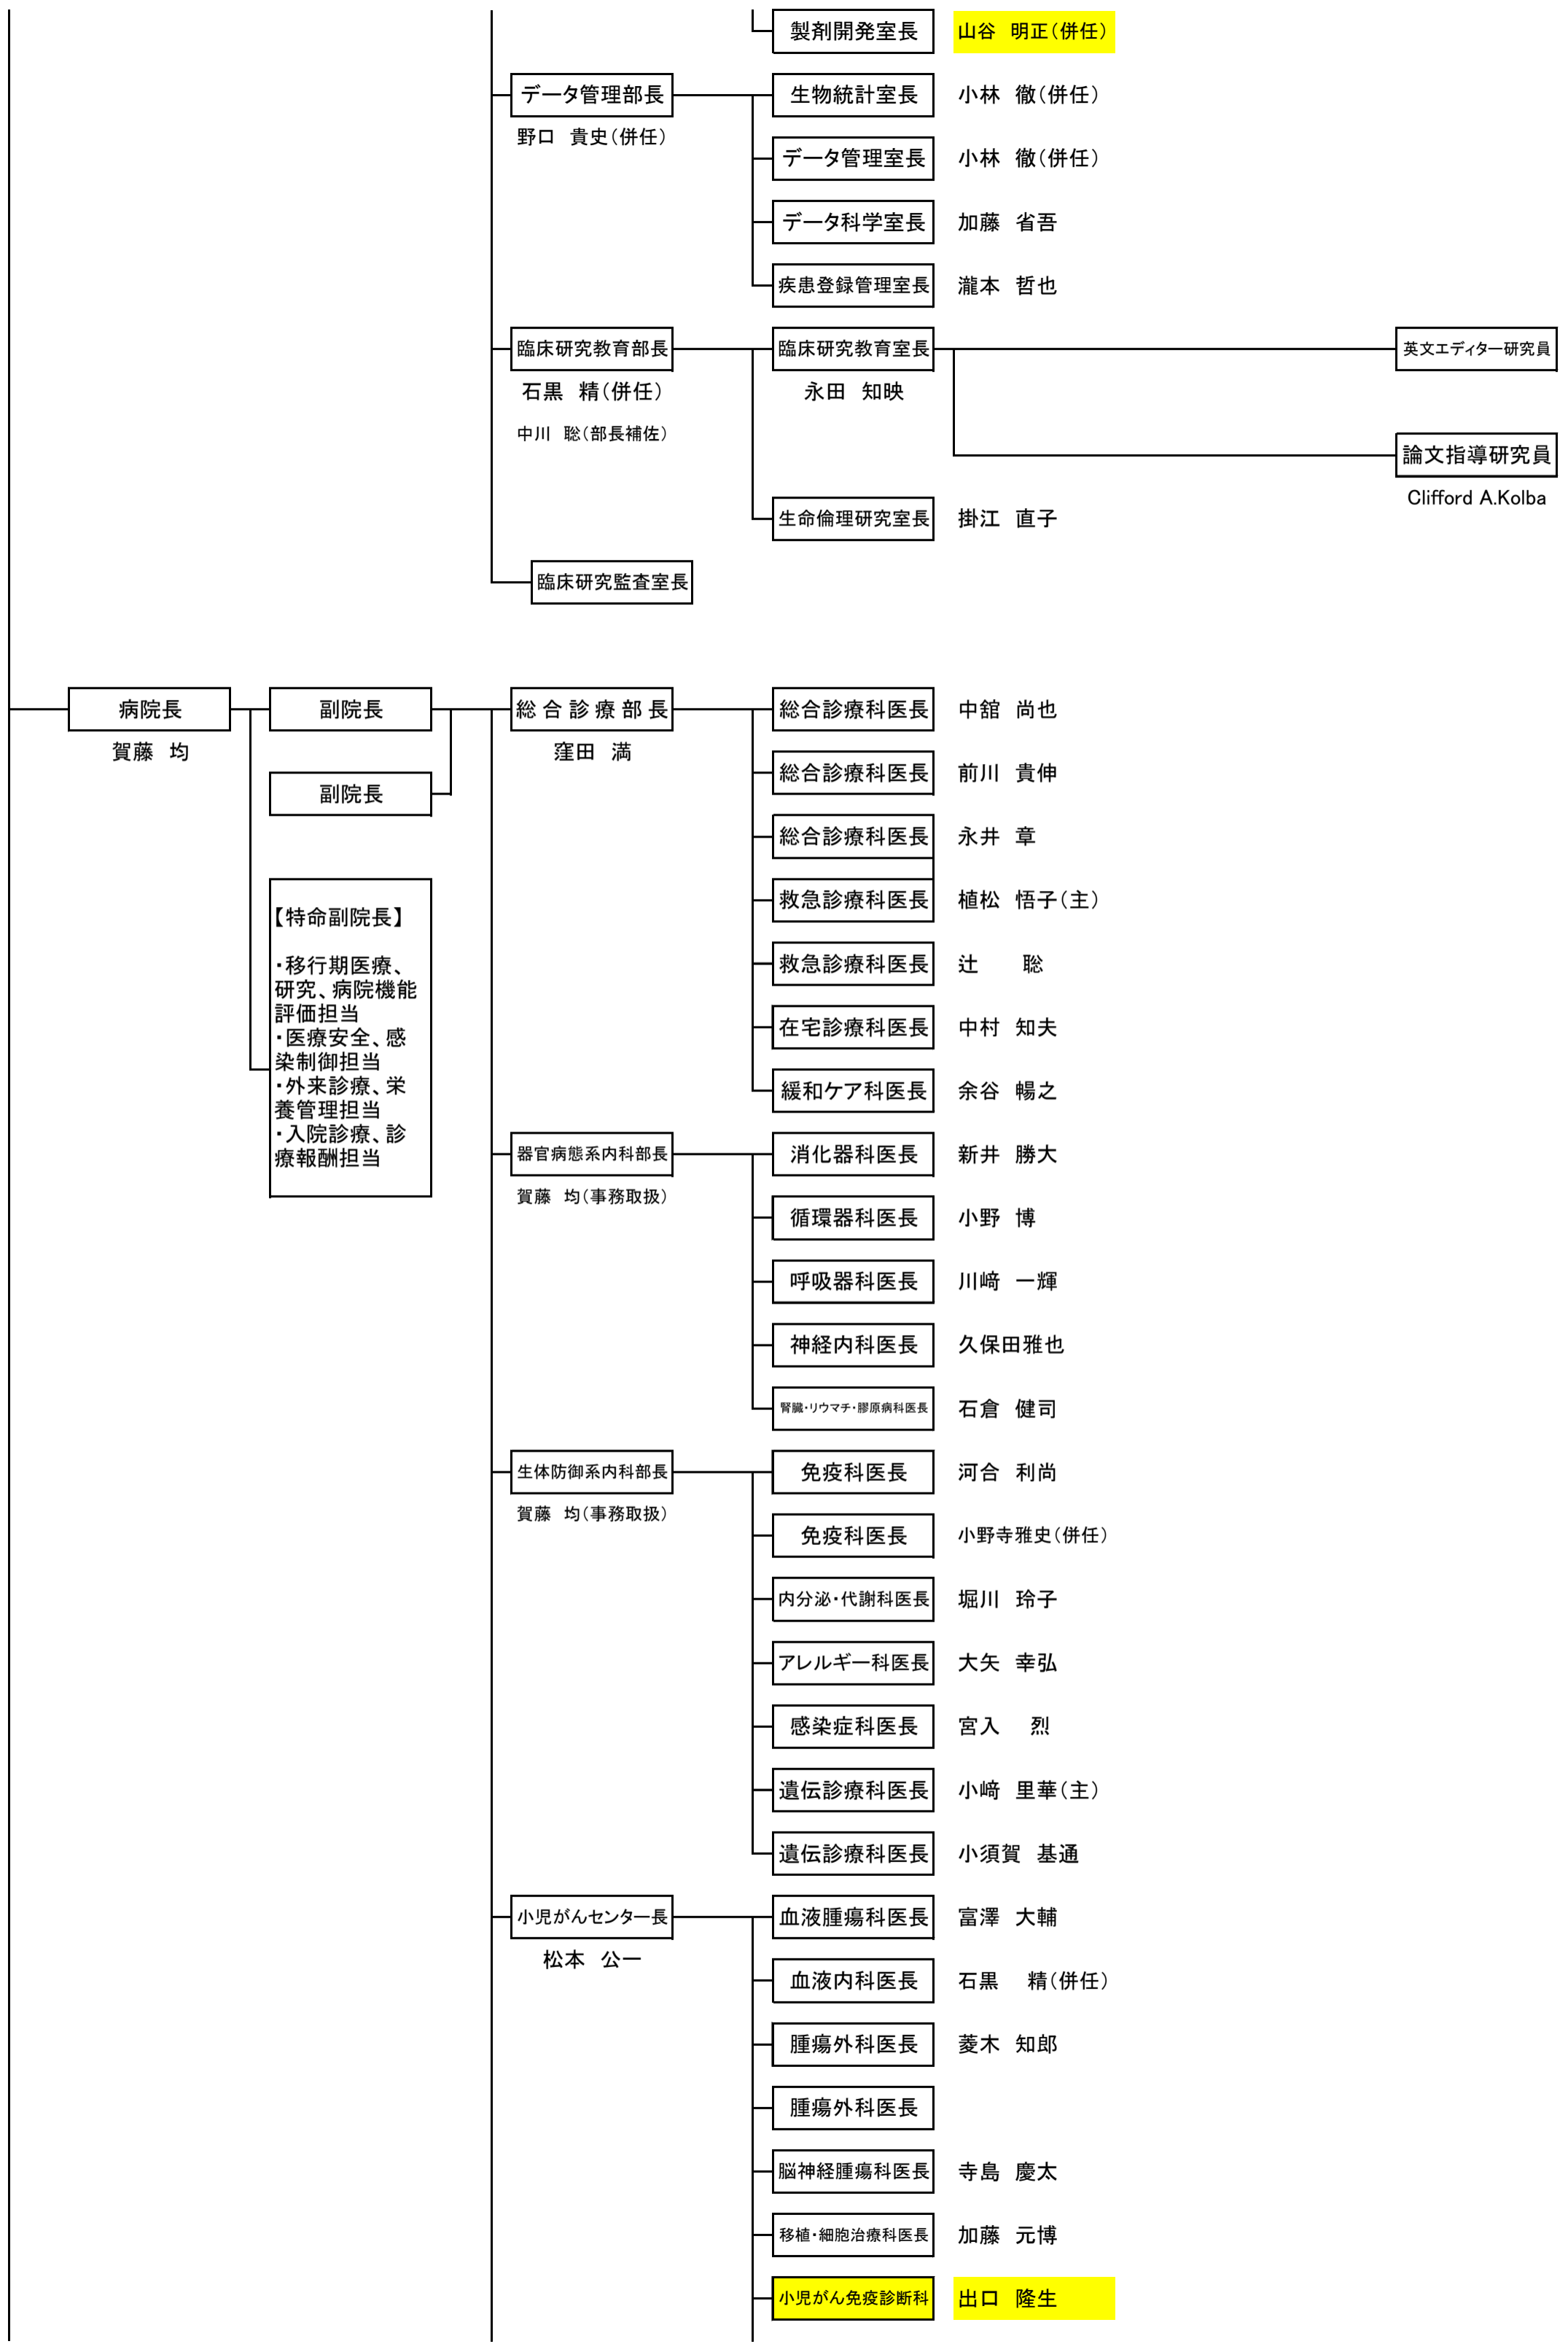 製剤開発室長 山谷　明正（併任）
データ管理部長 生物統計室長 小林　徹（併任）
野口　貴史（併任）
データ管理室長 小林　徹（併任）
データ科学室長 加藤　省吾
疾患登録管理室長 瀧本　哲也
臨床研究教育部長 臨床研究教育室長 英文エディター研究員
石黒　精（併任） 永田　知映
中川　聡（部長補佐）
論文指導研究員
Clifford A.Kolba
生命倫理研究室長 掛江　直子
臨床研究監査室長
病院長 副院長 総合診療部長 総合診療科医長 中舘　尚也
賀藤　均 窪田　満
総合診療科医長 前川　貴伸
副院長
総合診療科医長 永井　章
救急診療科医長 植松　悟子（主）
【特命副院長】
・移行期医療、
研究、病院機能
評価担当
・医療安全、感
染制御担当
・外来診療、栄
養管理担当
・入院診療、診
療報酬担当
救急診療科医長 辻　　聡
在宅診療科医長 中村　知夫
緩和ケア科医長 余谷　暢之
器官病態系内科部長 消化器科医長 新井　勝大
賀藤　均（事務取扱）
循環器科医長 小野　博
呼吸器科医長 川﨑　一輝
神経内科医長 久保田雅也
腎臓・リウマチ・膠原病科医長 石倉　健司
生体防御系内科部長 免疫科医長 河合　利尚
賀藤　均（事務取扱）
免疫科医長 小野寺雅史（併任）
内分泌・代謝科医長 堀川　玲子
アレルギー科医長 大矢　幸弘
感染症科医長 宮入　烈
遺伝診療科医長 小﨑　里華（主）
遺伝診療科医長 小須賀　基通
小児がんセンター長 血液腫瘍科医長 富澤　大輔
松本　公一
血液内科医長 石黒　精（併任）
腫瘍外科医長 菱木　知郎
腫瘍外科医長
脳神経腫瘍科医長 寺島　慶太
移植・細胞治療科医長 加藤　元博
小児がん免疫診断科 出口　隆生